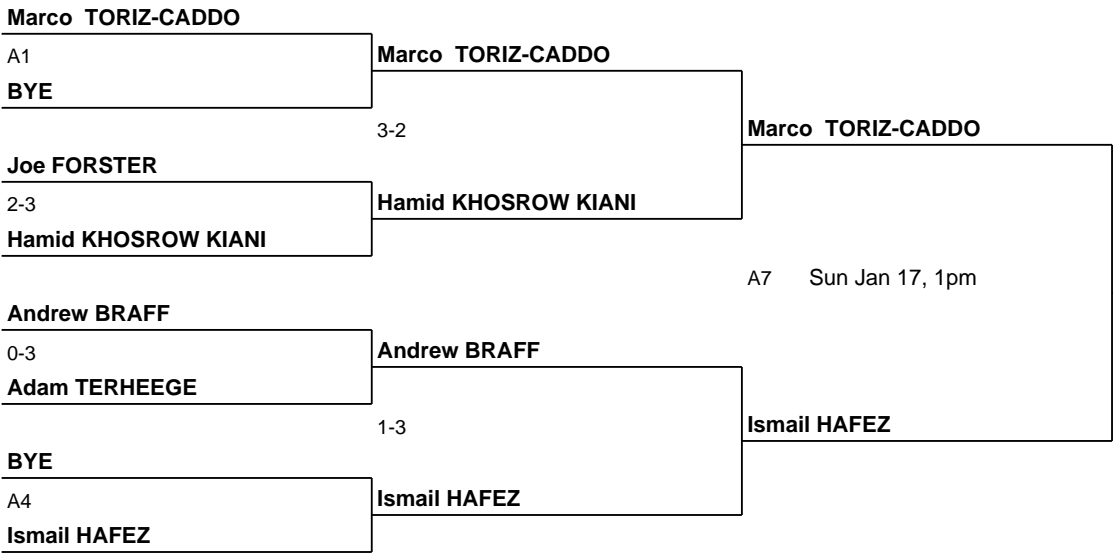 Marco  TORIZ-CADDO
A1
Marco  TORIZ-CADDO
BYE
3-2
Marco  TORIZ-CADDO
Joe FORSTER
2-3
Hamid KHOSROW KIANI
Hamid KHOSROW KIANI
A7 Sun Jan 17, 1pm
Andrew BRAFF
0-3
Andrew BRAFF
Adam TERHEEGE
1-3
Ismail HAFEZ
BYE
A4
Ismail HAFEZ
Ismail HAFEZ